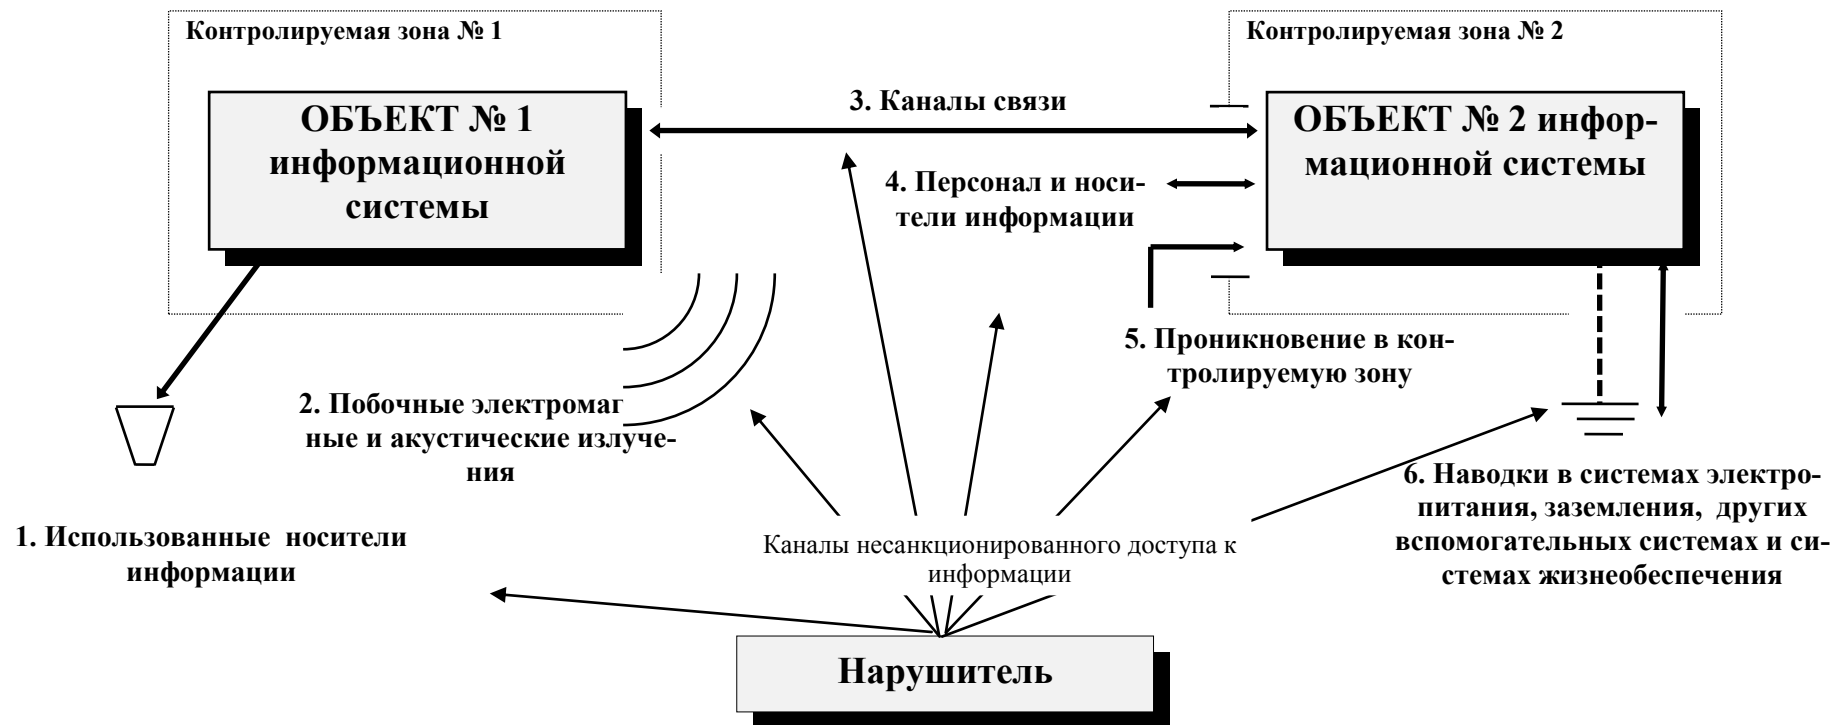 Контролируемая зона № 1
Контролируемая зона № 2
ОБЪЕКТ № 1
информационной
системы
3. Каналы связи
ОБЪЕКТ № 2 инфор-
мационной системы
4. Персонал и носи-
тели информации
5. Проникновение в кон-
тролируемую зону
2. Побочные электромаг
ные и акустические излуче-
ния
6. Наводки в системах электро-
питания, заземления, других
вспомогательных системах и си-
стемах жизнеобеспечения
1. Использованные носители
информации
Каналы несанкционированного доступа к
информации
Нарушитель